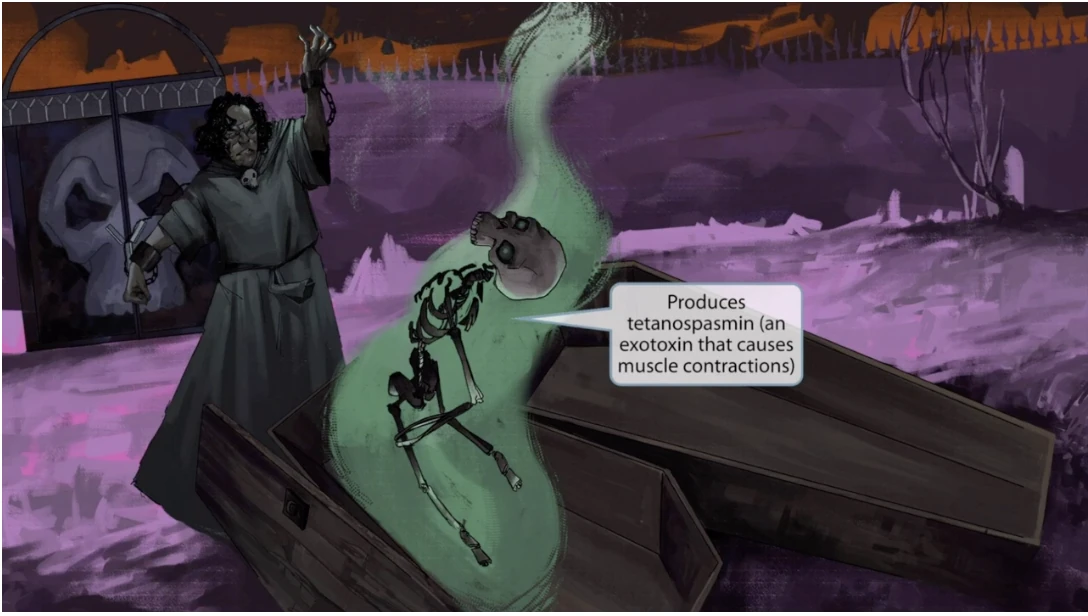 Produces
tetanospasmin (an
exotoxin that causes
muscle contractions)